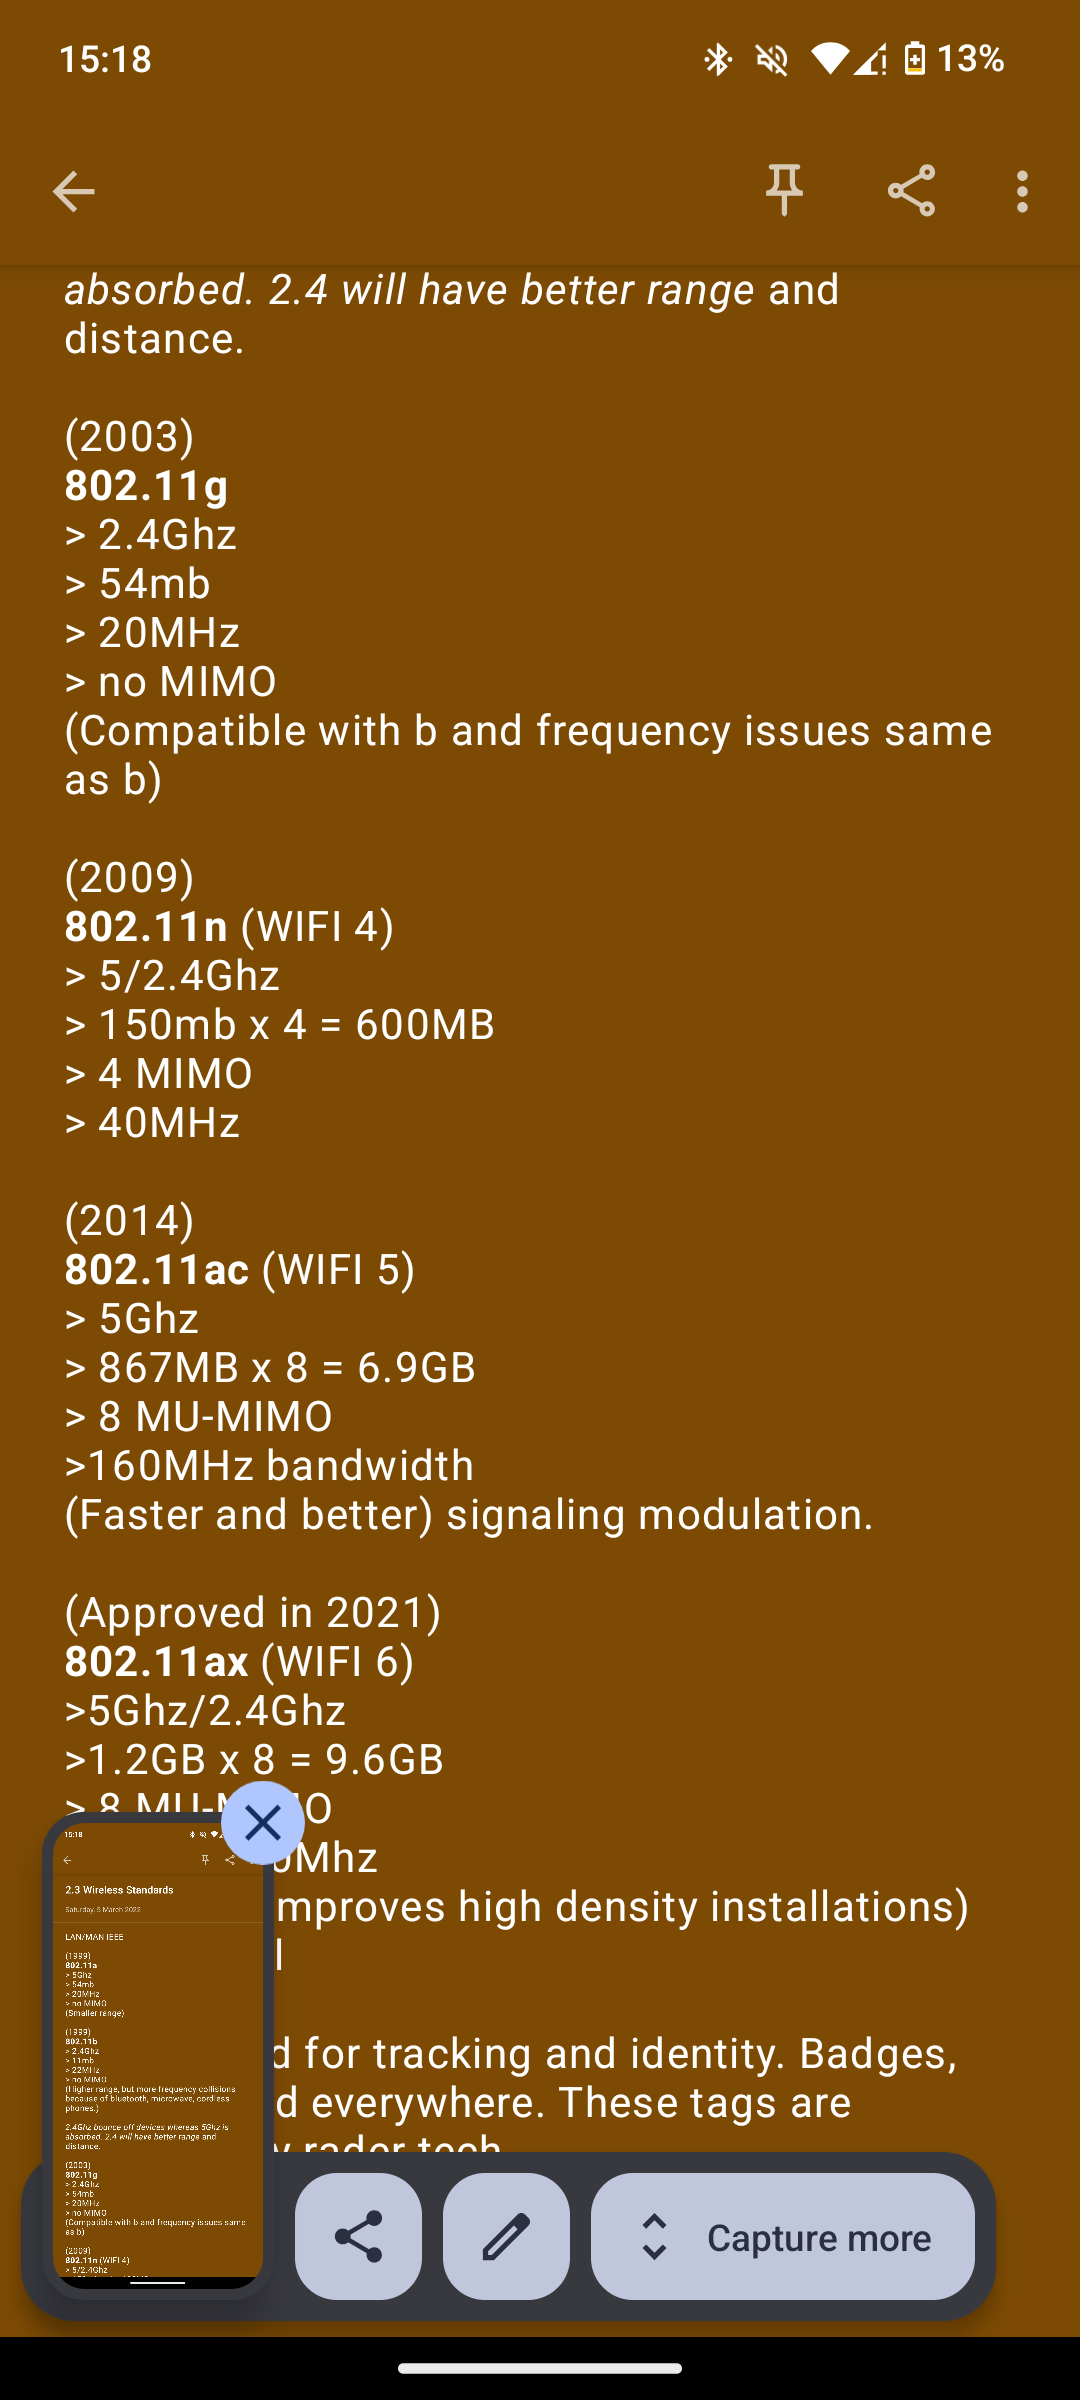 15:18
13%
absorbed. 2.4 will have better range and
distance.
(2003)
802.11g
> 2.4Ghz
> 54mb
> 20MHz
> no MIMO
(Compatible with b and frequency issues same
as b)
(2009)
802.11n (WIFI 4)
> 5/2.4Ghz
> 150mb x 4 = 600MB
> 4 MIMO
> 40MHz
(2014)
802.11ac (WIFI 5)
> 5Ghz
> 867MB x 8 = 6.9GB
> 8 MU-MIMO
>160MHz bandwidth
(Faster and better) signaling modulation.
(Approved in 2021)
802.11ax (WIFI 6)
>5Ghz/2.4Ghz
>1.2GB x 8 = 9.6GB
> 8 MU-MIMO
0Mhz
mproves high density installations)
d for tracking and identity. Badges,
d everywhere. These tags are
y rader tech
15:18
2.3 Wireless Standards
Saturday, 5 March 2022
LAN/MAN IEEE
(1999)
802.11a
> 5Ghz
> 54mb
> 20MHz
> no MIMO
(Smaller range)
(1999)
802.11b
> 2.4Ghz
> 11mb
> 22MHz
> no MIMO
(Higher range, but more frequency collisions
because of bluetooth, microwave, cordless
phones.)
2.4Ghz bounce off devices whereas 5Ghz is
absorbed. 2.4 will have better range and
distance.
(2003)
802.11g
> 2.4Ghz
> 54mb
> 20MHz
> no MIMO
(Compatible with b and frequency issues same
as b)
(2009)
802.11n (WIFI 4)
> 5/2.4Ghz
Capture more